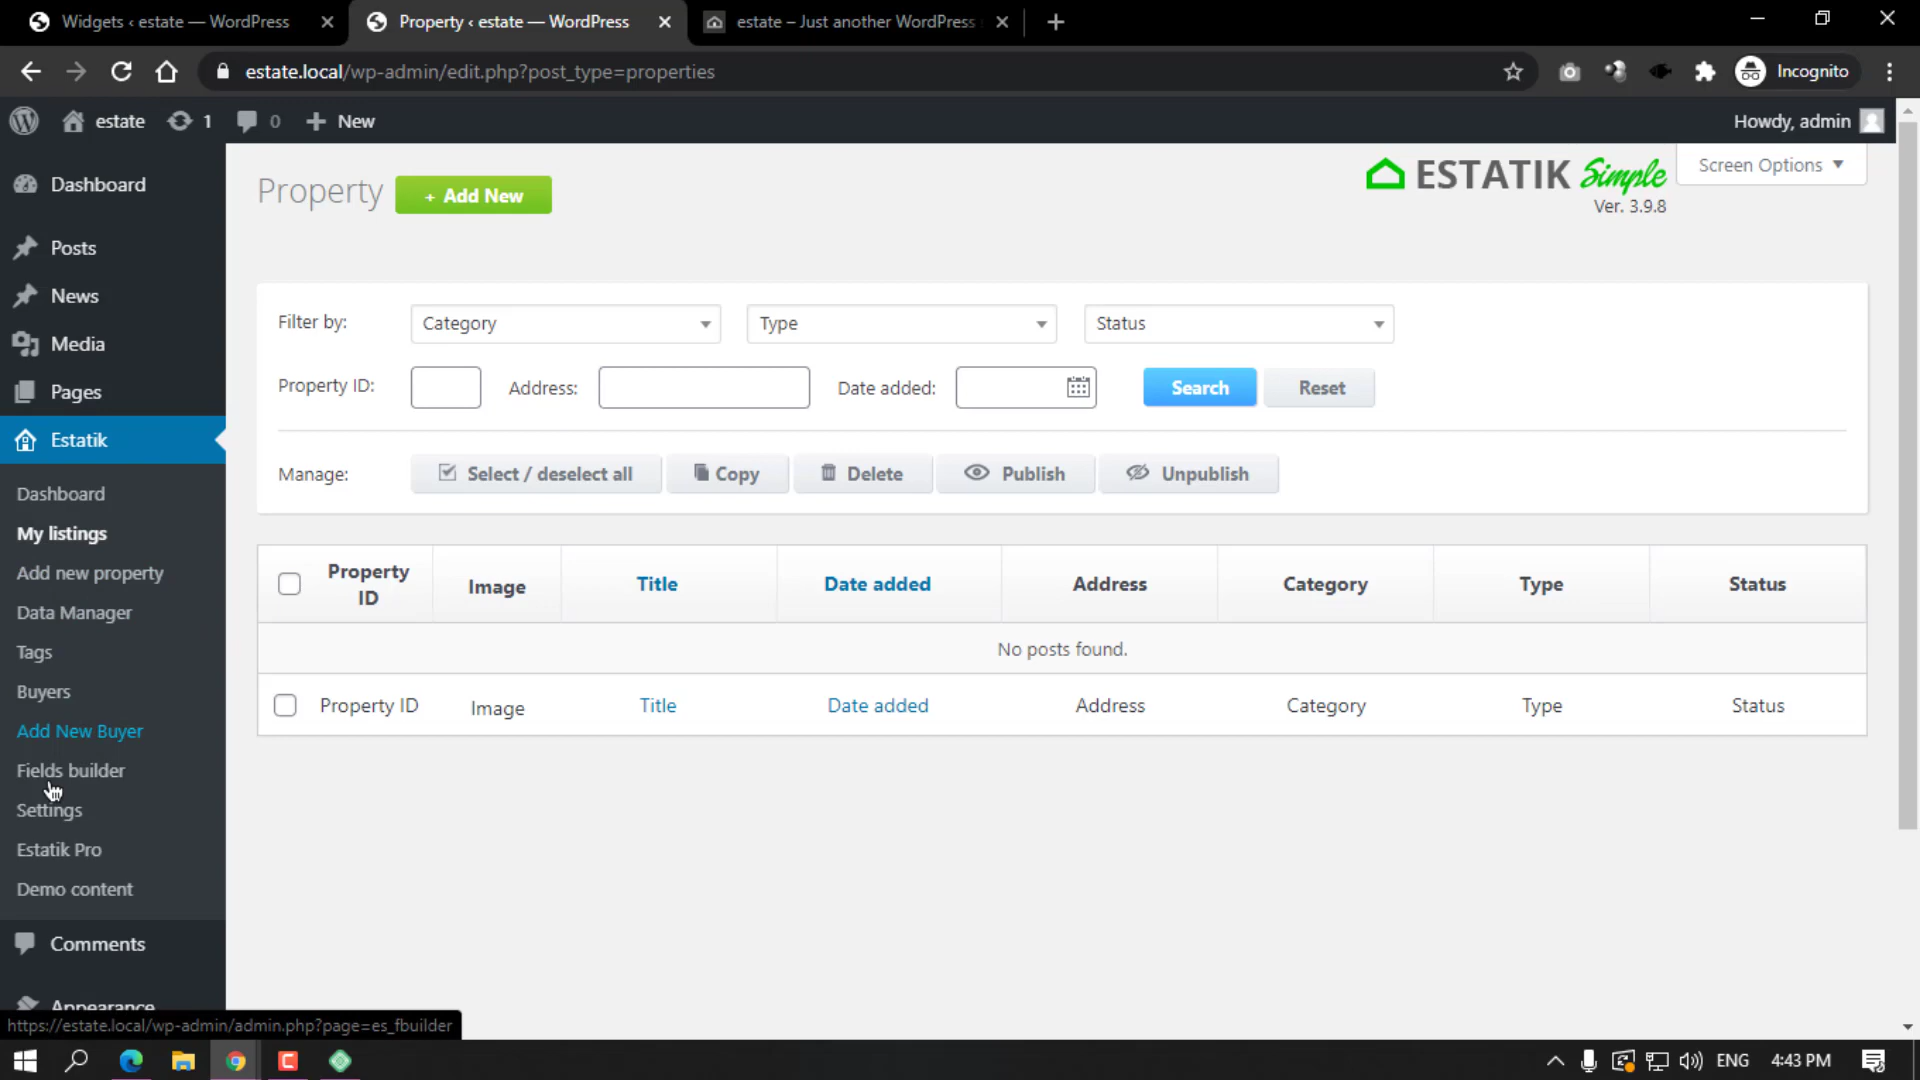 Widgets ‹ estate — WordPress
Property ‹ estate — WordPress
estate – Just another WordPress
estate.local/wp-admin/edit.php?post_type=properties
Incognito
estate
1
0
+ New
Howdy, admin
Dashboard
Posts
News
Media
Pages
Estatik
Dashboard
My listings
Add new property
Data Manager
Tags
Buyers
Add New Buyer
Fields builder
Settings
Estatik Pro
Demo content
Comments
Appearance
Property
+ Add New
ESTATIK Simple
Ver. 3.9.8
Screen Options
Filter by:
Category
Type
Status
Property ID:
Address:
Date added:
Search
Reset
Manage:
Select / deselect all
Copy
Delete
Publish
Unpublish
Property ID
Image
Title
Date added
Address
Category
Type
Status
No posts found.
Property ID
Image
Title
Date added
Address
Category
Type
Status
https://estate.local/wp-admin/admin.php?page=es_fbuilder
ENG
4:43 PM